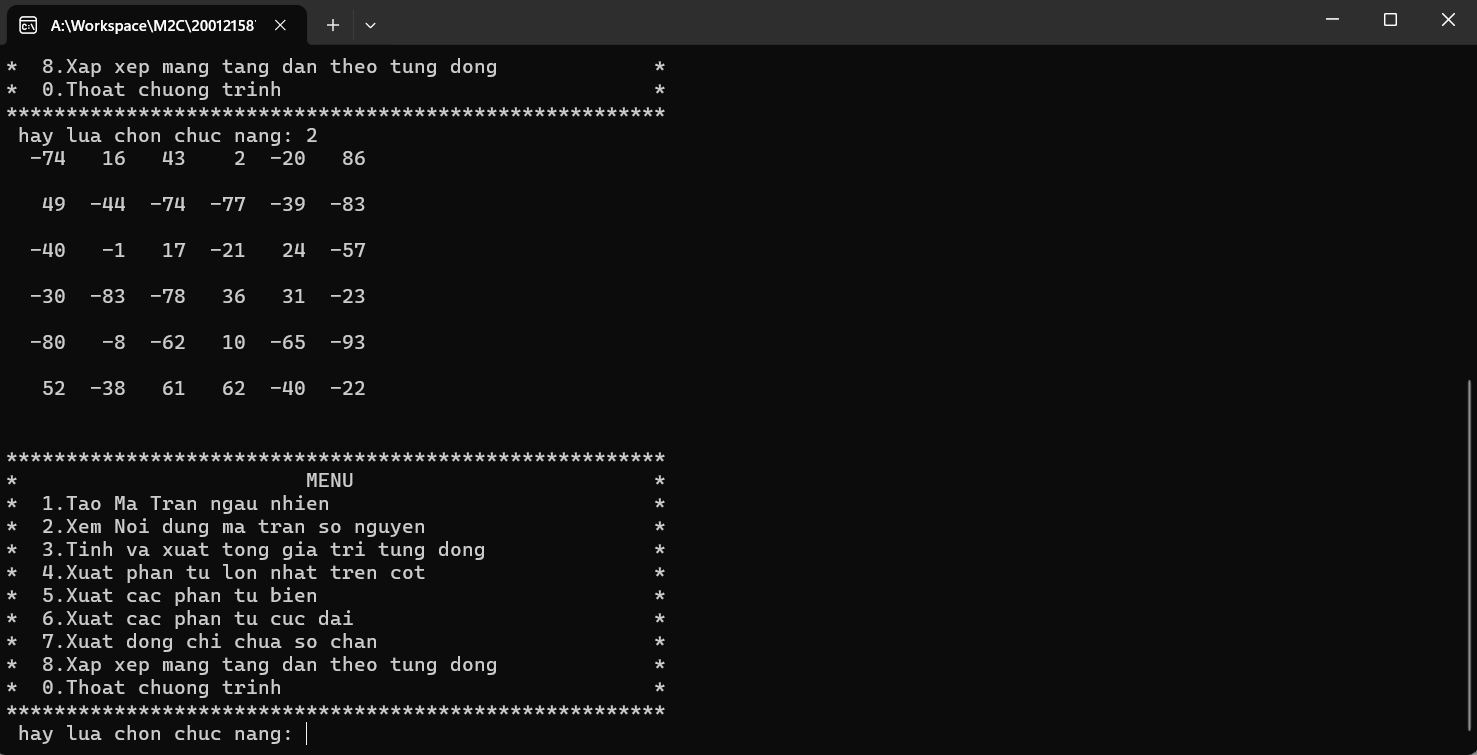 A:\Workspace\M2C\20012158
*  8.Xap xep mang tang dan theo tung dong             *
*  0.Thoat chuong trinh                               *
*******************************************************
 hay lua chon chuc nang: 2
  -74   16   43    2  -20   86
   49  -44  -74  -77  -39  -83
  -40   -1   17  -21   24  -57
  -30  -83  -78   36   31  -23
  -80   -8  -62   10  -65  -93
   52  -38   61   62  -40  -22
*******************************************************
*                        MENU                         *
*  1.Tao Ma Tran ngau nhien                           *
*  2.Xem Noi dung ma tran so nguyen                   *
*  3.Tinh va xuat tong gia tri tung dong              *
*  4.Xuat phan tu lon nhat tren cot                   *
*  5.Xuat cac phan tu bien                            *
*  6.Xuat cac phan tu cuc dai                         *
*  7.Xuat dong chi chua so chan                       *
*  8.Xap xep mang tang dan theo tung dong             *
*  0.Thoat chuong trinh                               *
*******************************************************
 hay lua chon chuc nang: